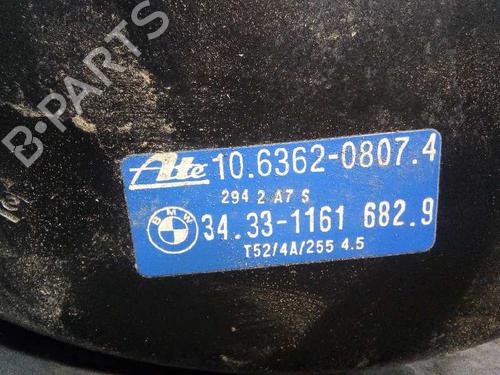 B-PARTS
Ate 10.6362-0807.4
294 2 A7 S
BMW 34.33-1161 682.9
T52/4A/255 4.5